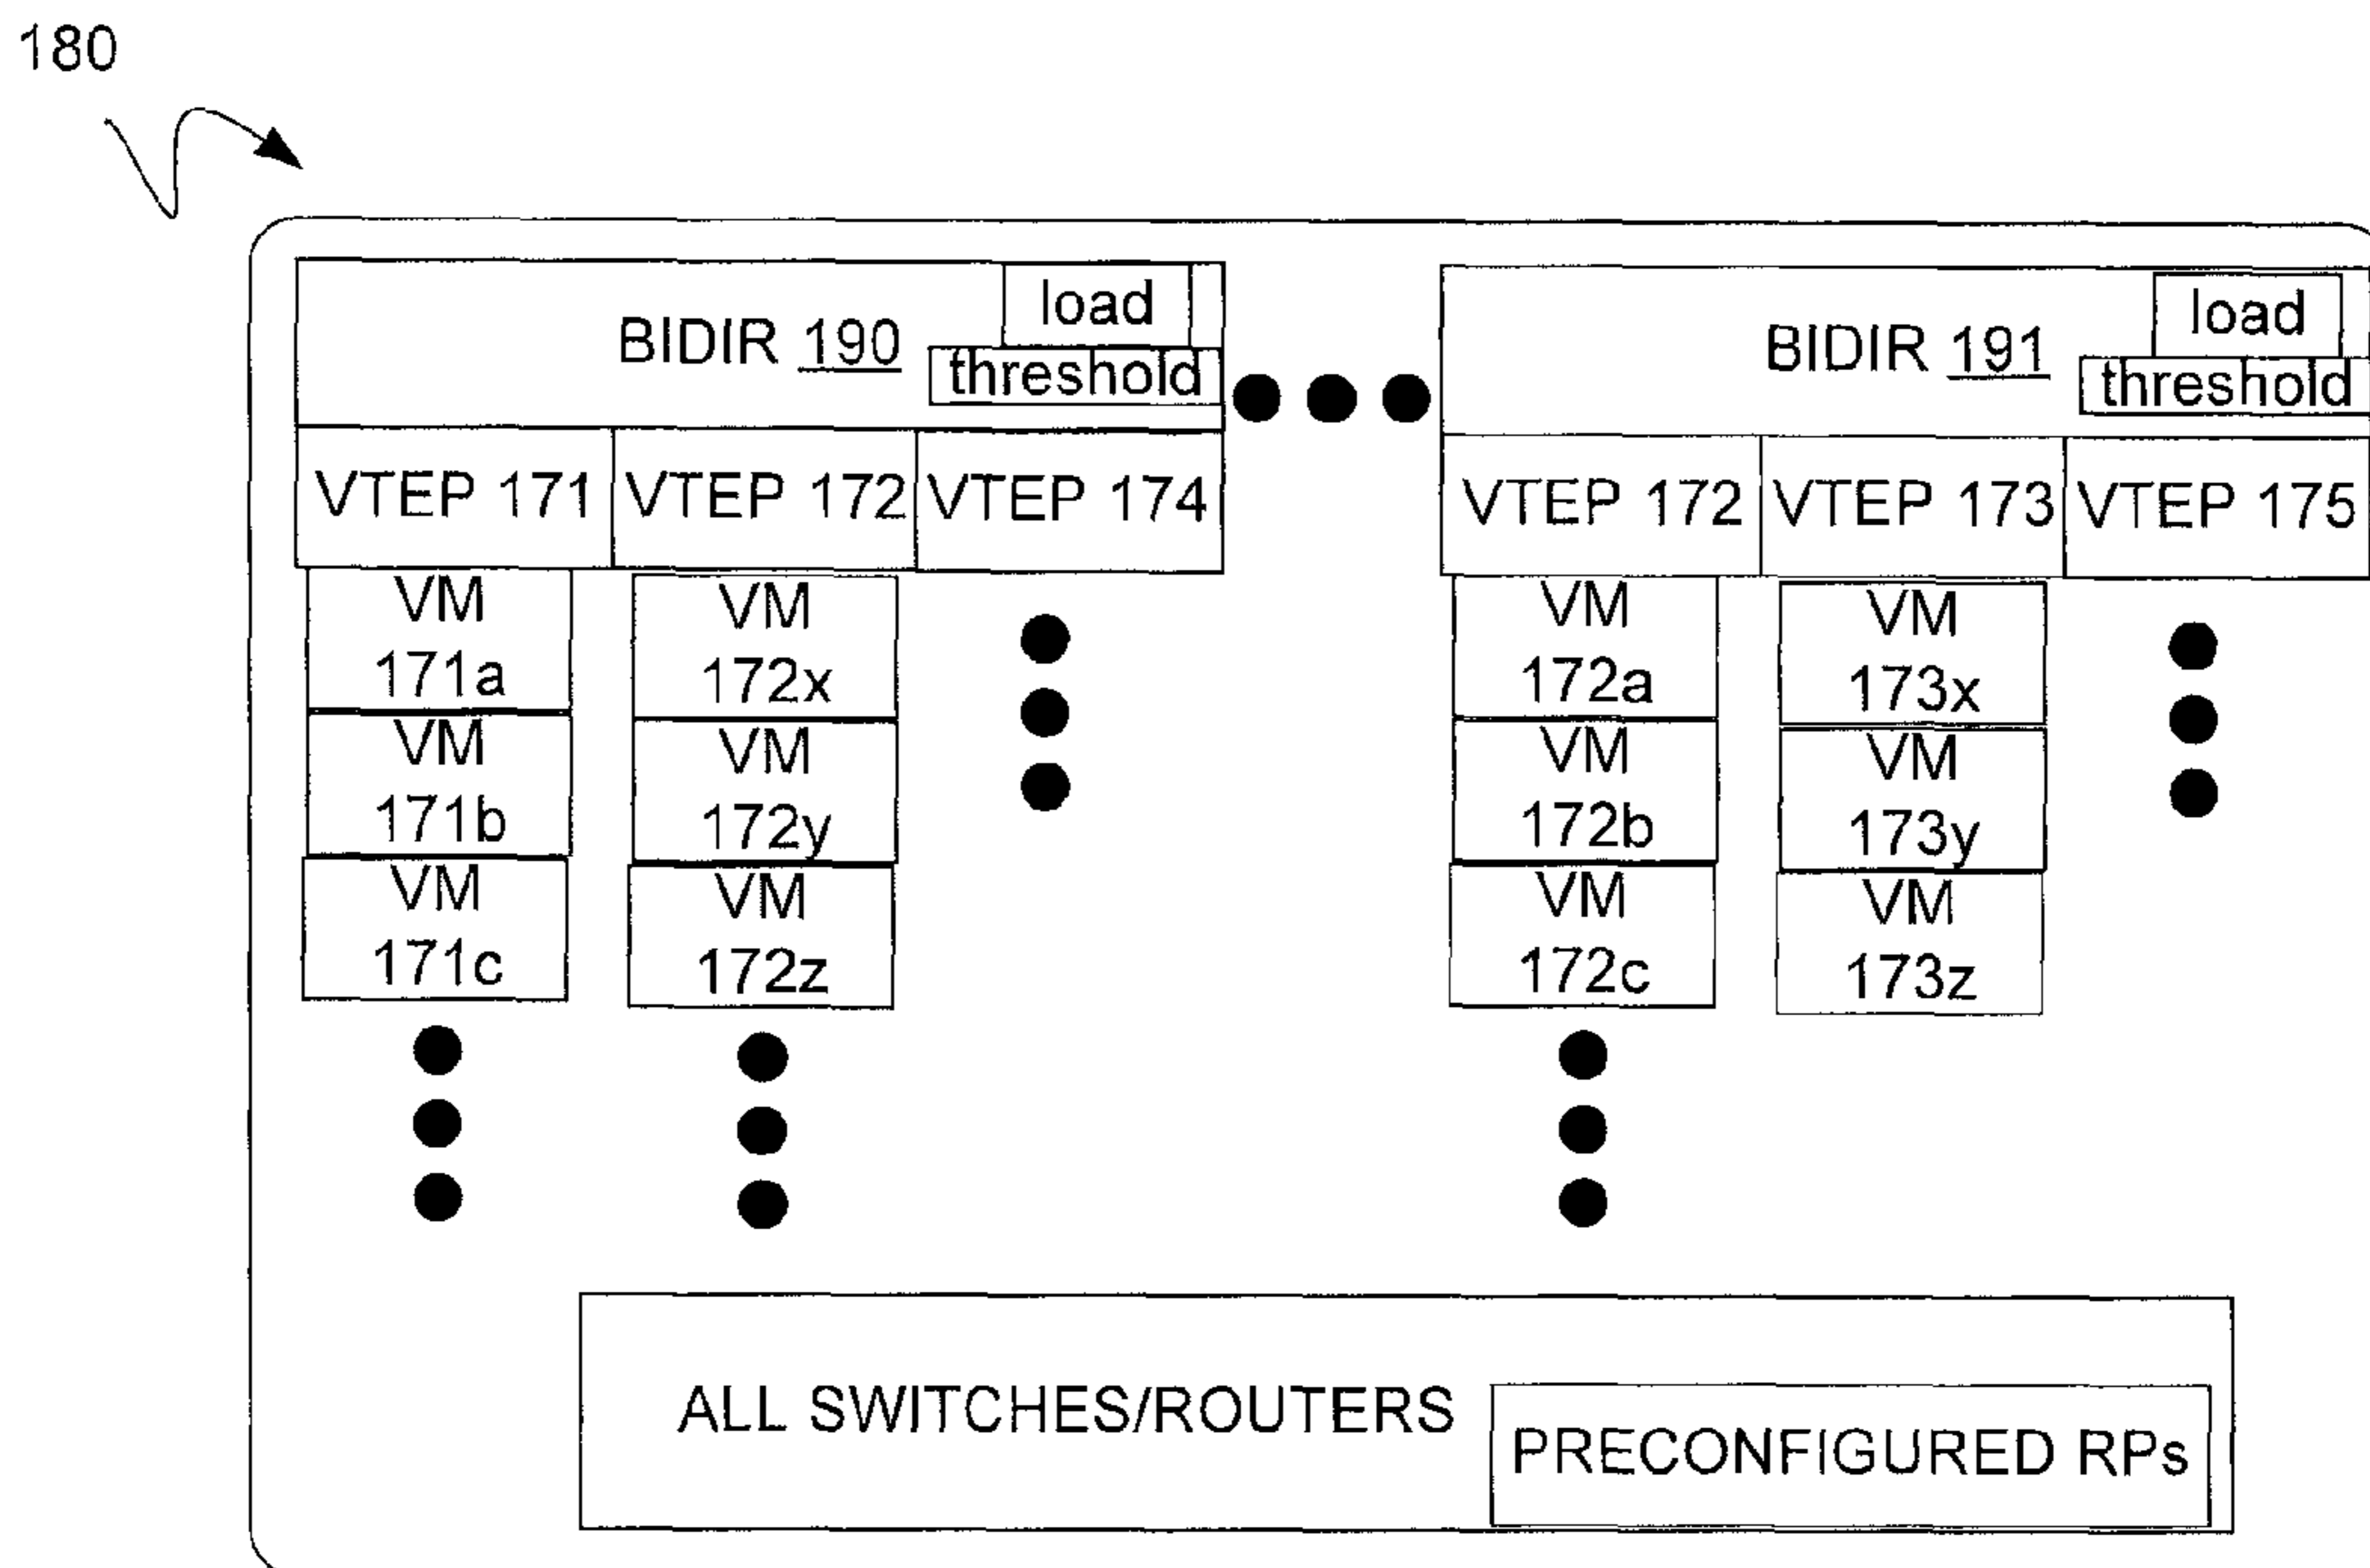 180
load
BIDIR 190
threshold
load
BIDIR 191
threshold
VTEP 171
VTEP 172
VTEP 174
VTEP 172
VTEP 173
VTEP 175
VM
171a
VM
172x
VM
172a
VM
173x
VM
171b
VM
172y
VM
172b
VM
173y
VM
171c
VM
172z
VM
172c
VM
173z
ALL SWITCHES/ROUTERS
PRECONFIGURED RPs